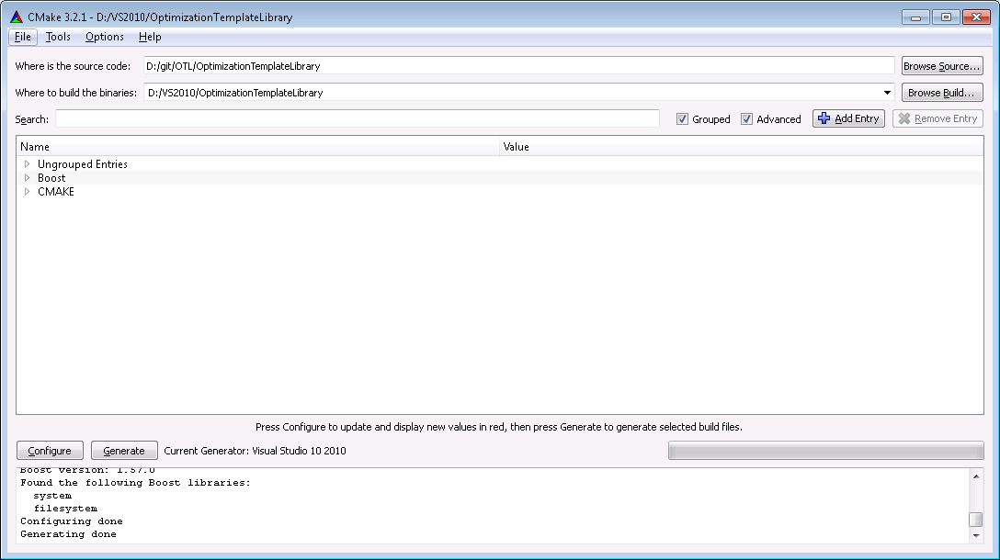 CMake 3.2.1 - D:/VS2010/OptimizationTemplateLibrary
File Tools Options Help
Where is the source code: D:/git/OTL/OptimizationTemplateLibrary Browse Source...
Where to build the binaries: D:/VS2010/OptimizationTemplateLibrary Browse Build...
Search: Grouped Advanced Add Entry Remove Entry
Name Value
Ungrouped Entries
Boost
CMAKE
Press Configure to update and display new values in red, then press Generate to generate selected build files.
Configure Generate Current Generator: Visual Studio 10 2010
Boost version: 1.57.0
Found the following Boost libraries:
system
filesystem
Configuring done
Generating done